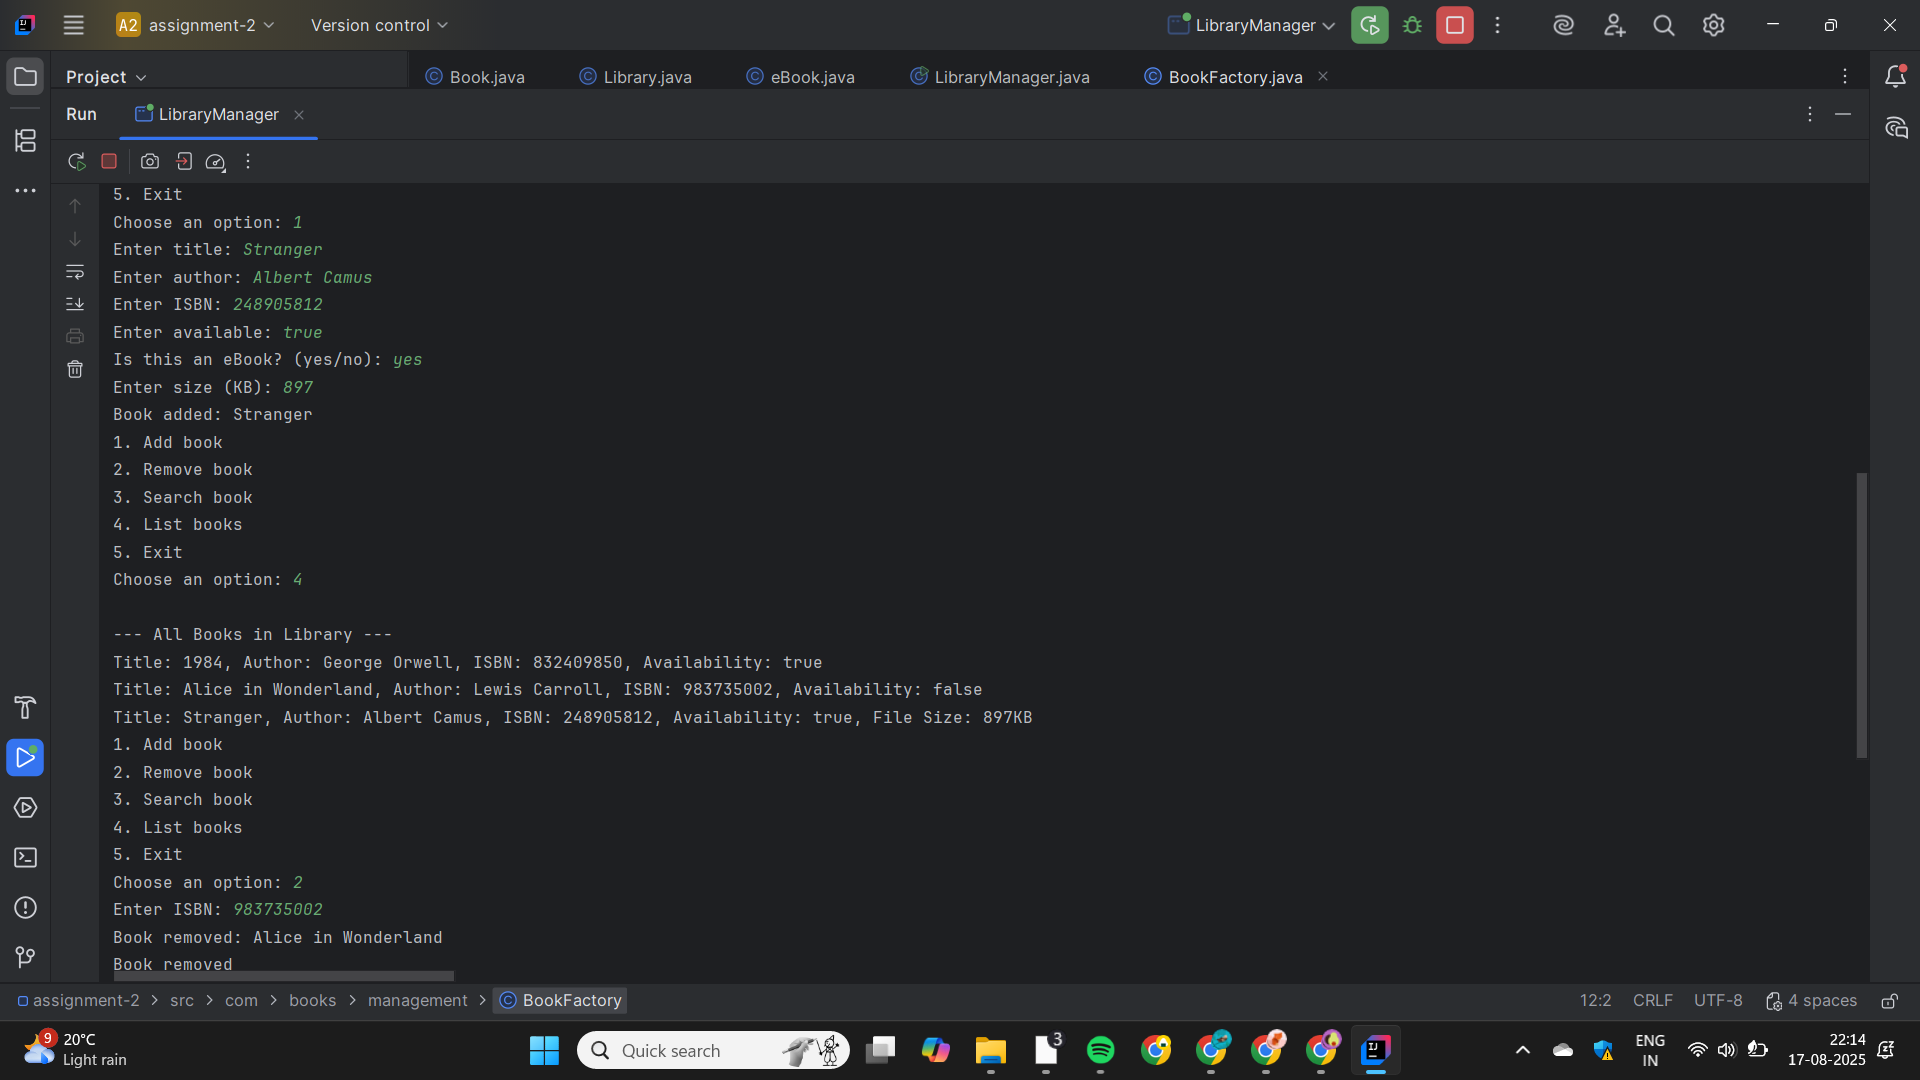 A2 assignment-2 Version control LibraryManager
Project Book.java Library.java eBook.java LibraryManager.java BookFactory.java
Run LibraryManager
5. Exit
Choose an option: 1
Enter title: Stranger
Enter author: Albert Camus
Enter ISBN: 248905812
Enter available: true
Is this an eBook? (yes/no): yes
Enter size (KB): 897
Book added: Stranger
1. Add book
2. Remove book
3. Search book
4. List books
5. Exit
Choose an option: 4
--- All Books in Library ---
Title: 1984, Author: George Orwell, ISBN: 832409850, Availability: true
Title: Alice in Wonderland, Author: Lewis Carroll, ISBN: 983735002, Availability: false
Title: Stranger, Author: Albert Camus, ISBN: 248905812, Availability: true, File Size: 897KB
1. Add book
2. Remove book
3. Search book
4. List books
5. Exit
Choose an option: 2
Enter ISBN: 983735002
Book removed: Alice in Wonderland
Book removed
assignment-2 > src > com > books > management > BookFactory 12:2 CRLF UTF-8 4 spaces
9 20°C
Light rain
Quick search
3
ENG
IN
22:14
17-08-2025